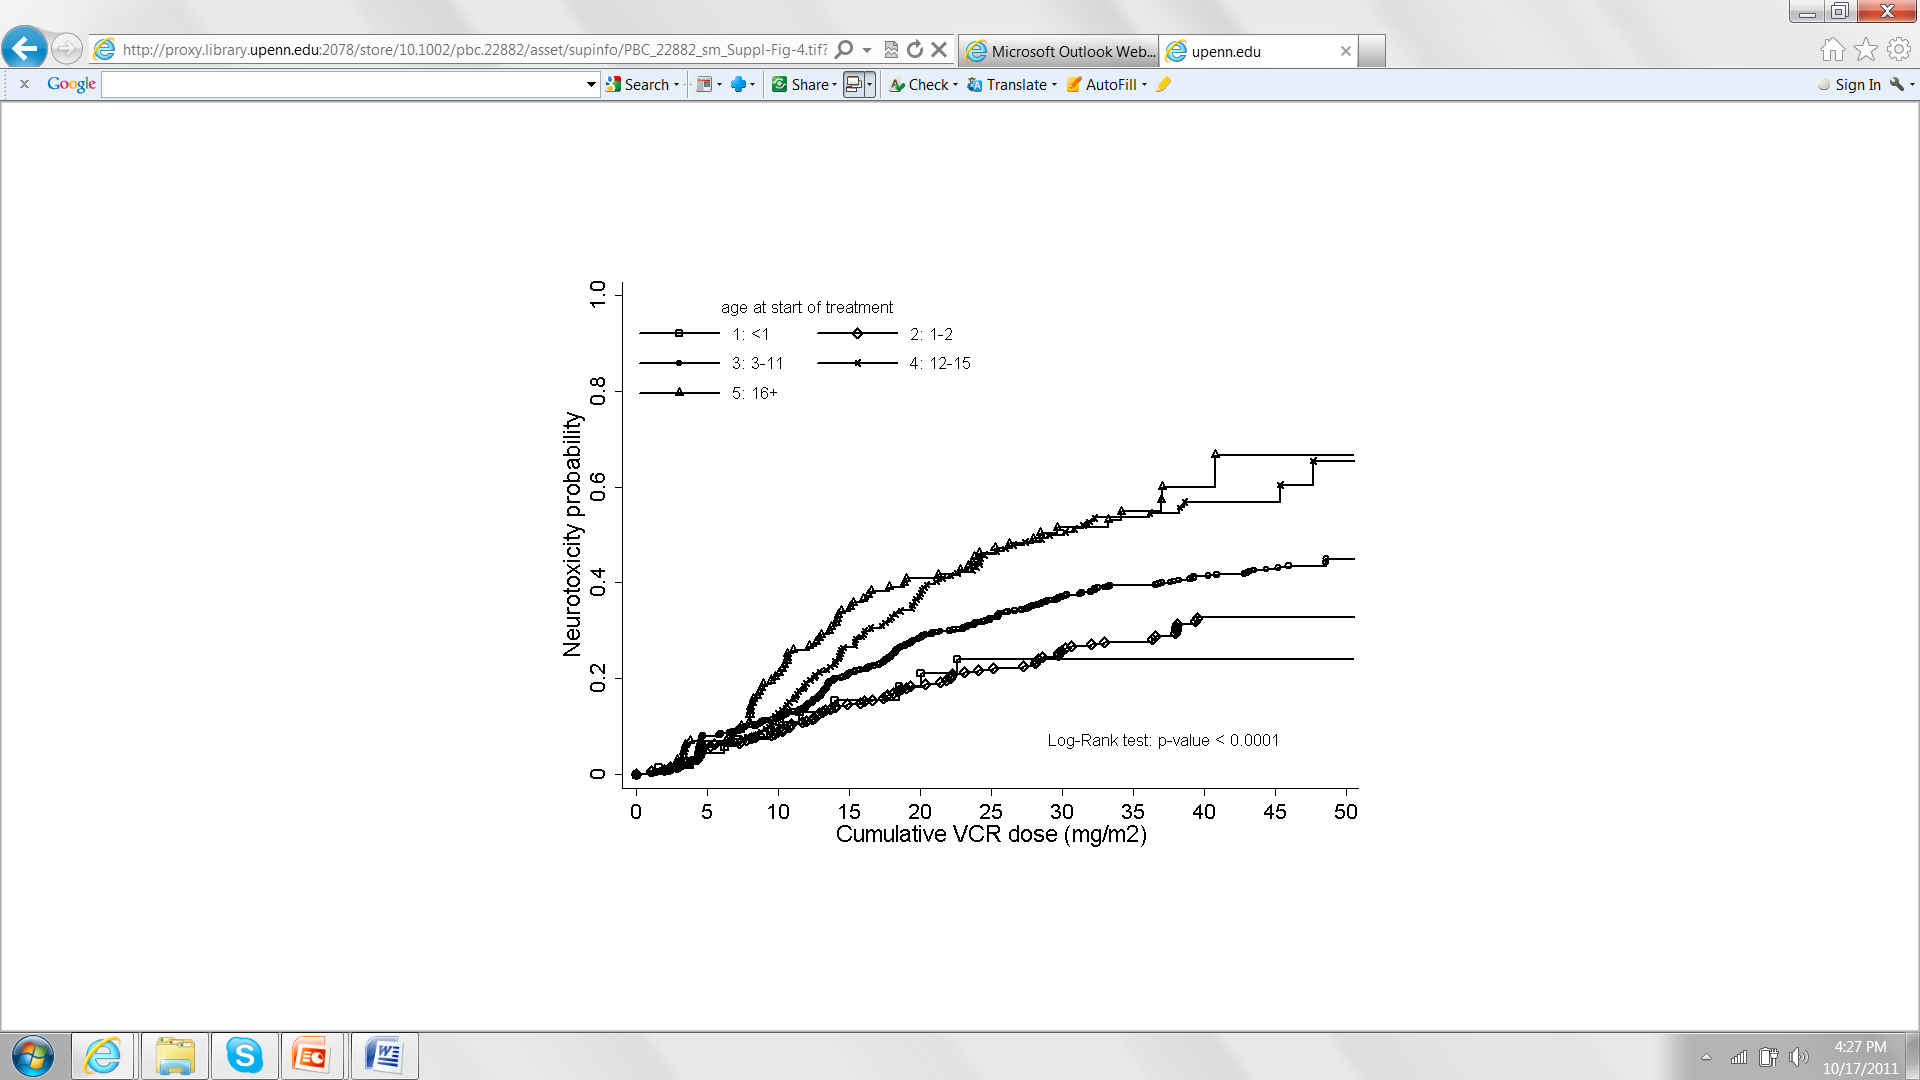 http://proxy.library.upenn.edu:2078/store/10.1002/pbc.22882/asset/supinfo/PBC_22882_sm_Suppl-Fig-4.tif?
Microsoft Outlook Web...
upenn.edu
x Google Search Share Check Translate AutoFill Sign In
1.0
0.8
0.6
0.4
0.2
0
Neurotoxicity probability
age at start of treatment
1: <1 2: 1-2
3: 3-11 4: 12-15
5: 16+
Log-Rank test: p-value < 0.0001
0 5 10 15 20 25 30 35 40 45 50
Cumulative VCR dose (mg/m2)
4:27 PM
10/17/2011